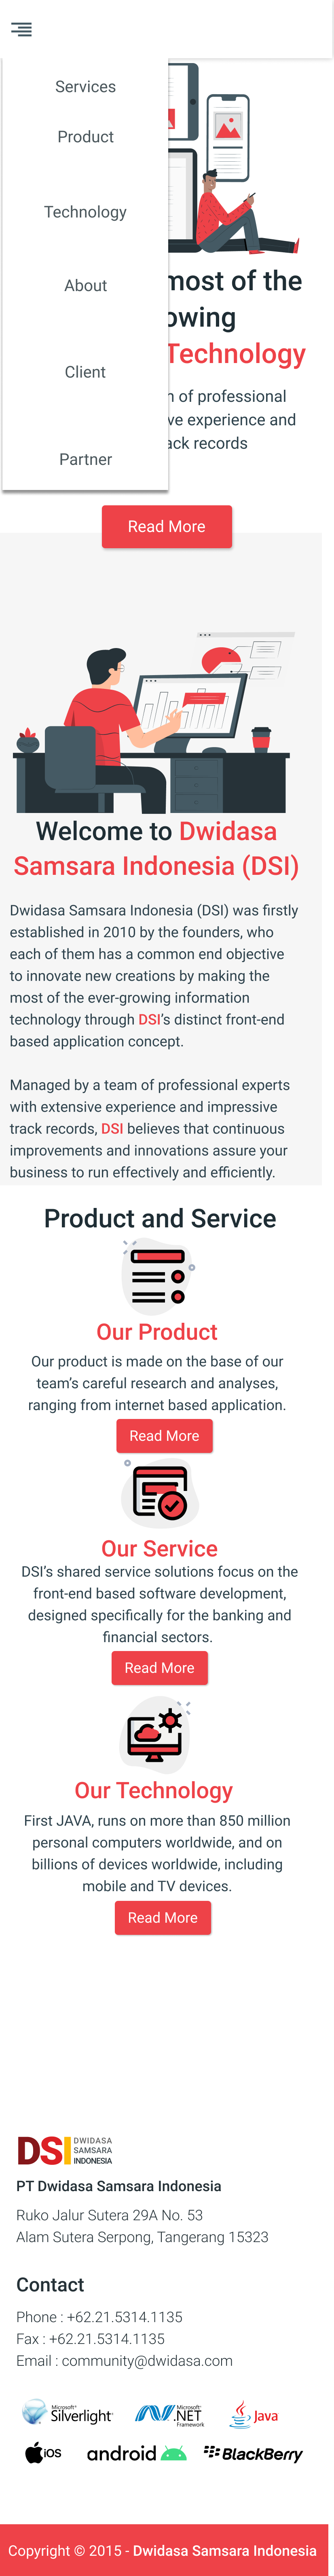 Services
Product
Technology
About
Client
Partner
most of the
owing
Technology
of professional
ve experience and
ack records
Read More
Welcome to Dwidasa
Samsara Indonesia (DSI)
Dwidasa Samsara Indonesia (DSI) was firstly
established in 2010 by the founders, who
each of them has a common end objective
to innovate new creations by making the
most of the ever-growing information
technology through DSI's distinct front-end
based application concept.
Managed by a team of professional experts
with extensive experience and impressive
track records, DSI believes that continuous
improvements and innovations assure your
business to run effectively and efficiently.
Product and Service
Our Product
Our product is made on the base of our
team's careful research and analyses,
ranging from internet based application.
Read More
Our Service
DSI's shared service solutions focus on the
front-end based software development,
designed specifically for the banking and
financial sectors.
Read More
Our Technology
First JAVA, runs on more than 850 million
personal computers worldwide, and on
billions of devices worldwide, including
mobile and TV devices.
Read More
DSI DWIDASA
SAMSARA
INDONESIA
PT Dwidasa Samsara Indonesia
Ruko Jalur Sutera 29A No. 53
Alam Sutera Serpong, Tangerang 15323
Contact
Phone : +62.21.5314.1135
Fax : +62.21.5314.1135
Email : community@dwidasa.com
Microsoft Silverlight Microsoft .NET Framework Java
iOS android BlackBerry
Copyright © 2015 - Dwidasa Samsara Indonesia